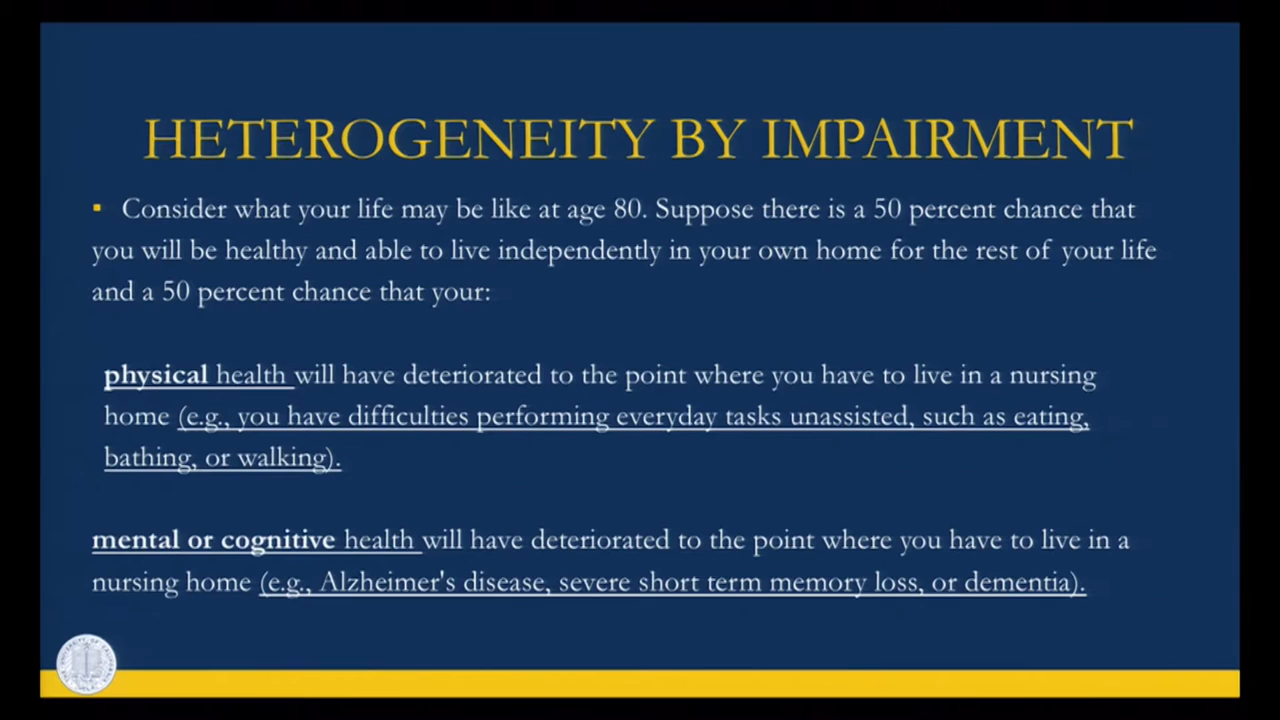 HETEROGENEITY BY IMPAIRMENT
▪ Consider what your life may be like at age 80. Suppose there is a 50 percent chance that
you will be healthy and able to live independently in your own home for the rest of your life
and a 50 percent chance that your:
physical health will have deteriorated to the point where you have to live in a nursing
home (e.g., you have difficulties performing everyday tasks unassisted, such as eating,
bathing, or walking).
mental or cognitive health will have deteriorated to the point where you have to live in a
nursing home (e.g., Alzheimer's disease, severe short term memory loss, or dementia).